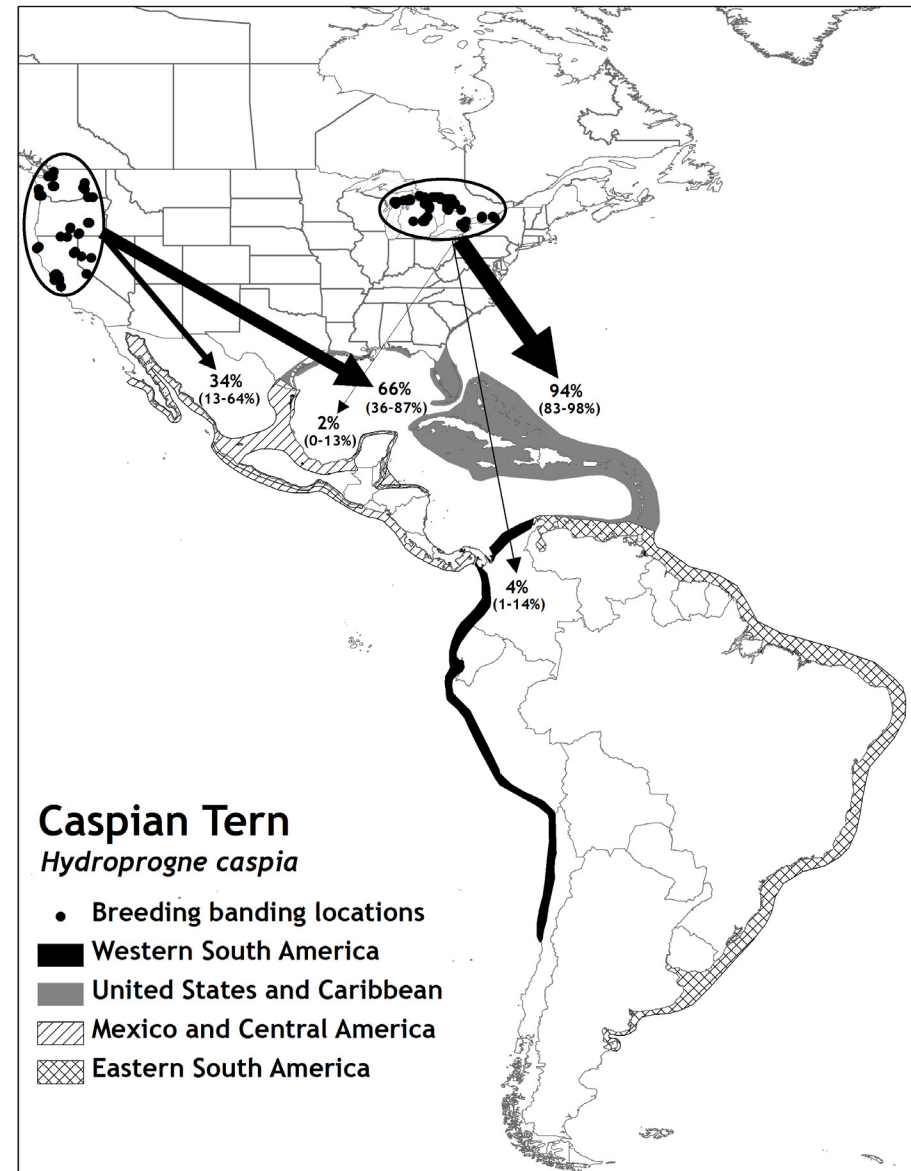 34%
(13-64%)
66%
(36-87%)
2%
(0-13%)
94%
(83-98%)
4%
(1-14%)
Caspian Tern
Hydroprogne caspia
Breeding banding locations
Western South America
United States and Caribbean
Mexico and Central America
Eastern South America